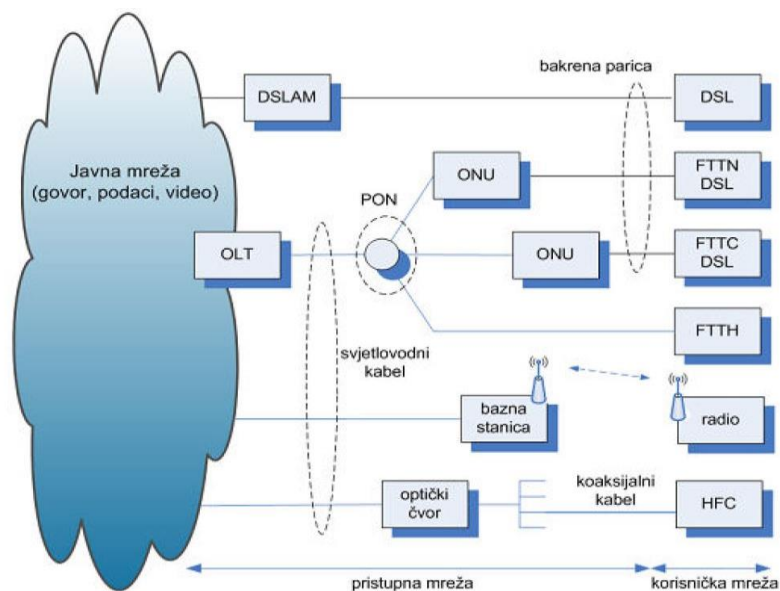 bakrena parica
DSLAM
DSL
Javna mreža
(govor, podaci, video)
ONU
FTTN
DSL
PON
OLT
ONU
FTTC
DSL
FTTH
svjetlovodni
kabel
bazna
stanica
radio
koaksijalni
kabel
optički
čvor
HFC
pristupna mreža
korisnička mreža